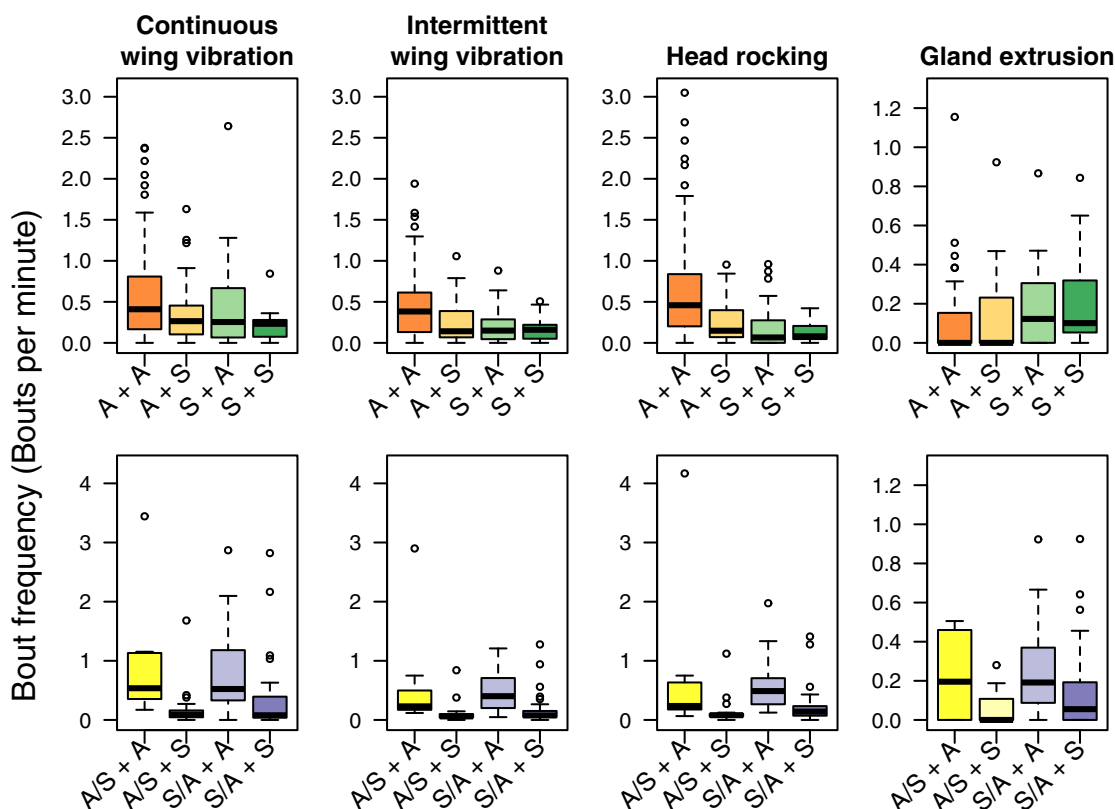 Continuous
wing vibration
Intermittent
wing vibration
Head rocking
Gland extrusion
Bout frequency (Bouts per minute)
3.0
2.5
2.0
1.5
1.0
0.5
0.0
A + A
A + S
S + A
S + S
3.0
2.5
2.0
1.5
1.0
0.5
0.0
A + A
A + S
S + A
S + S
3.0
2.5
2.0
1.5
1.0
0.5
0.0
A + A
A + S
S + A
S + S
1.2
1.0
0.8
0.6
0.4
0.2
0.0
A + A
A + S
S + A
S + S
4
3
2
1
0
A/S + A
A/S + S
S/A + A
S/A + S
4
3
2
1
0
A/S + A
A/S + S
S/A + A
S/A + S
4
3
2
1
0
A/S + A
A/S + S
S/A + A
S/A + S
1.2
1.0
0.8
0.6
0.4
0.2
0.0
A/S + A
A/S + S
S/A + A
S/A + S